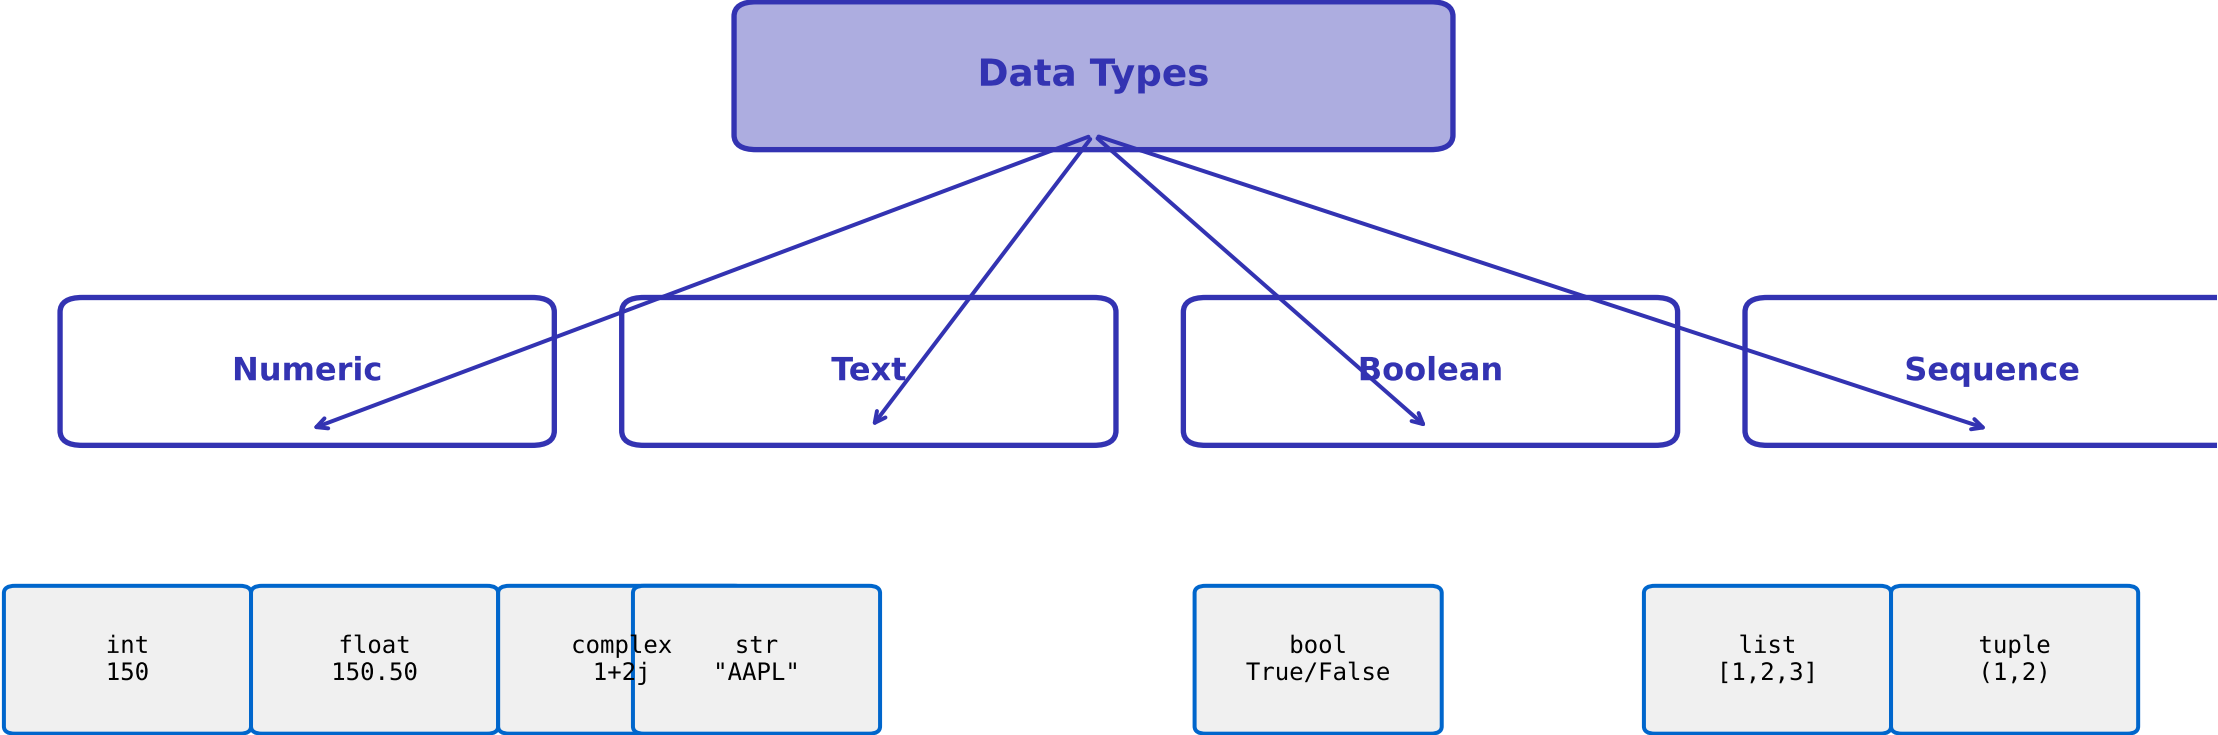 Data Types
Numeric
Text
Boolean
Sequence
int
150
float
150.50
complex
1+2j
str
"AAPL"
bool
True/False
list
[1,2,3]
tuple
(1,2)